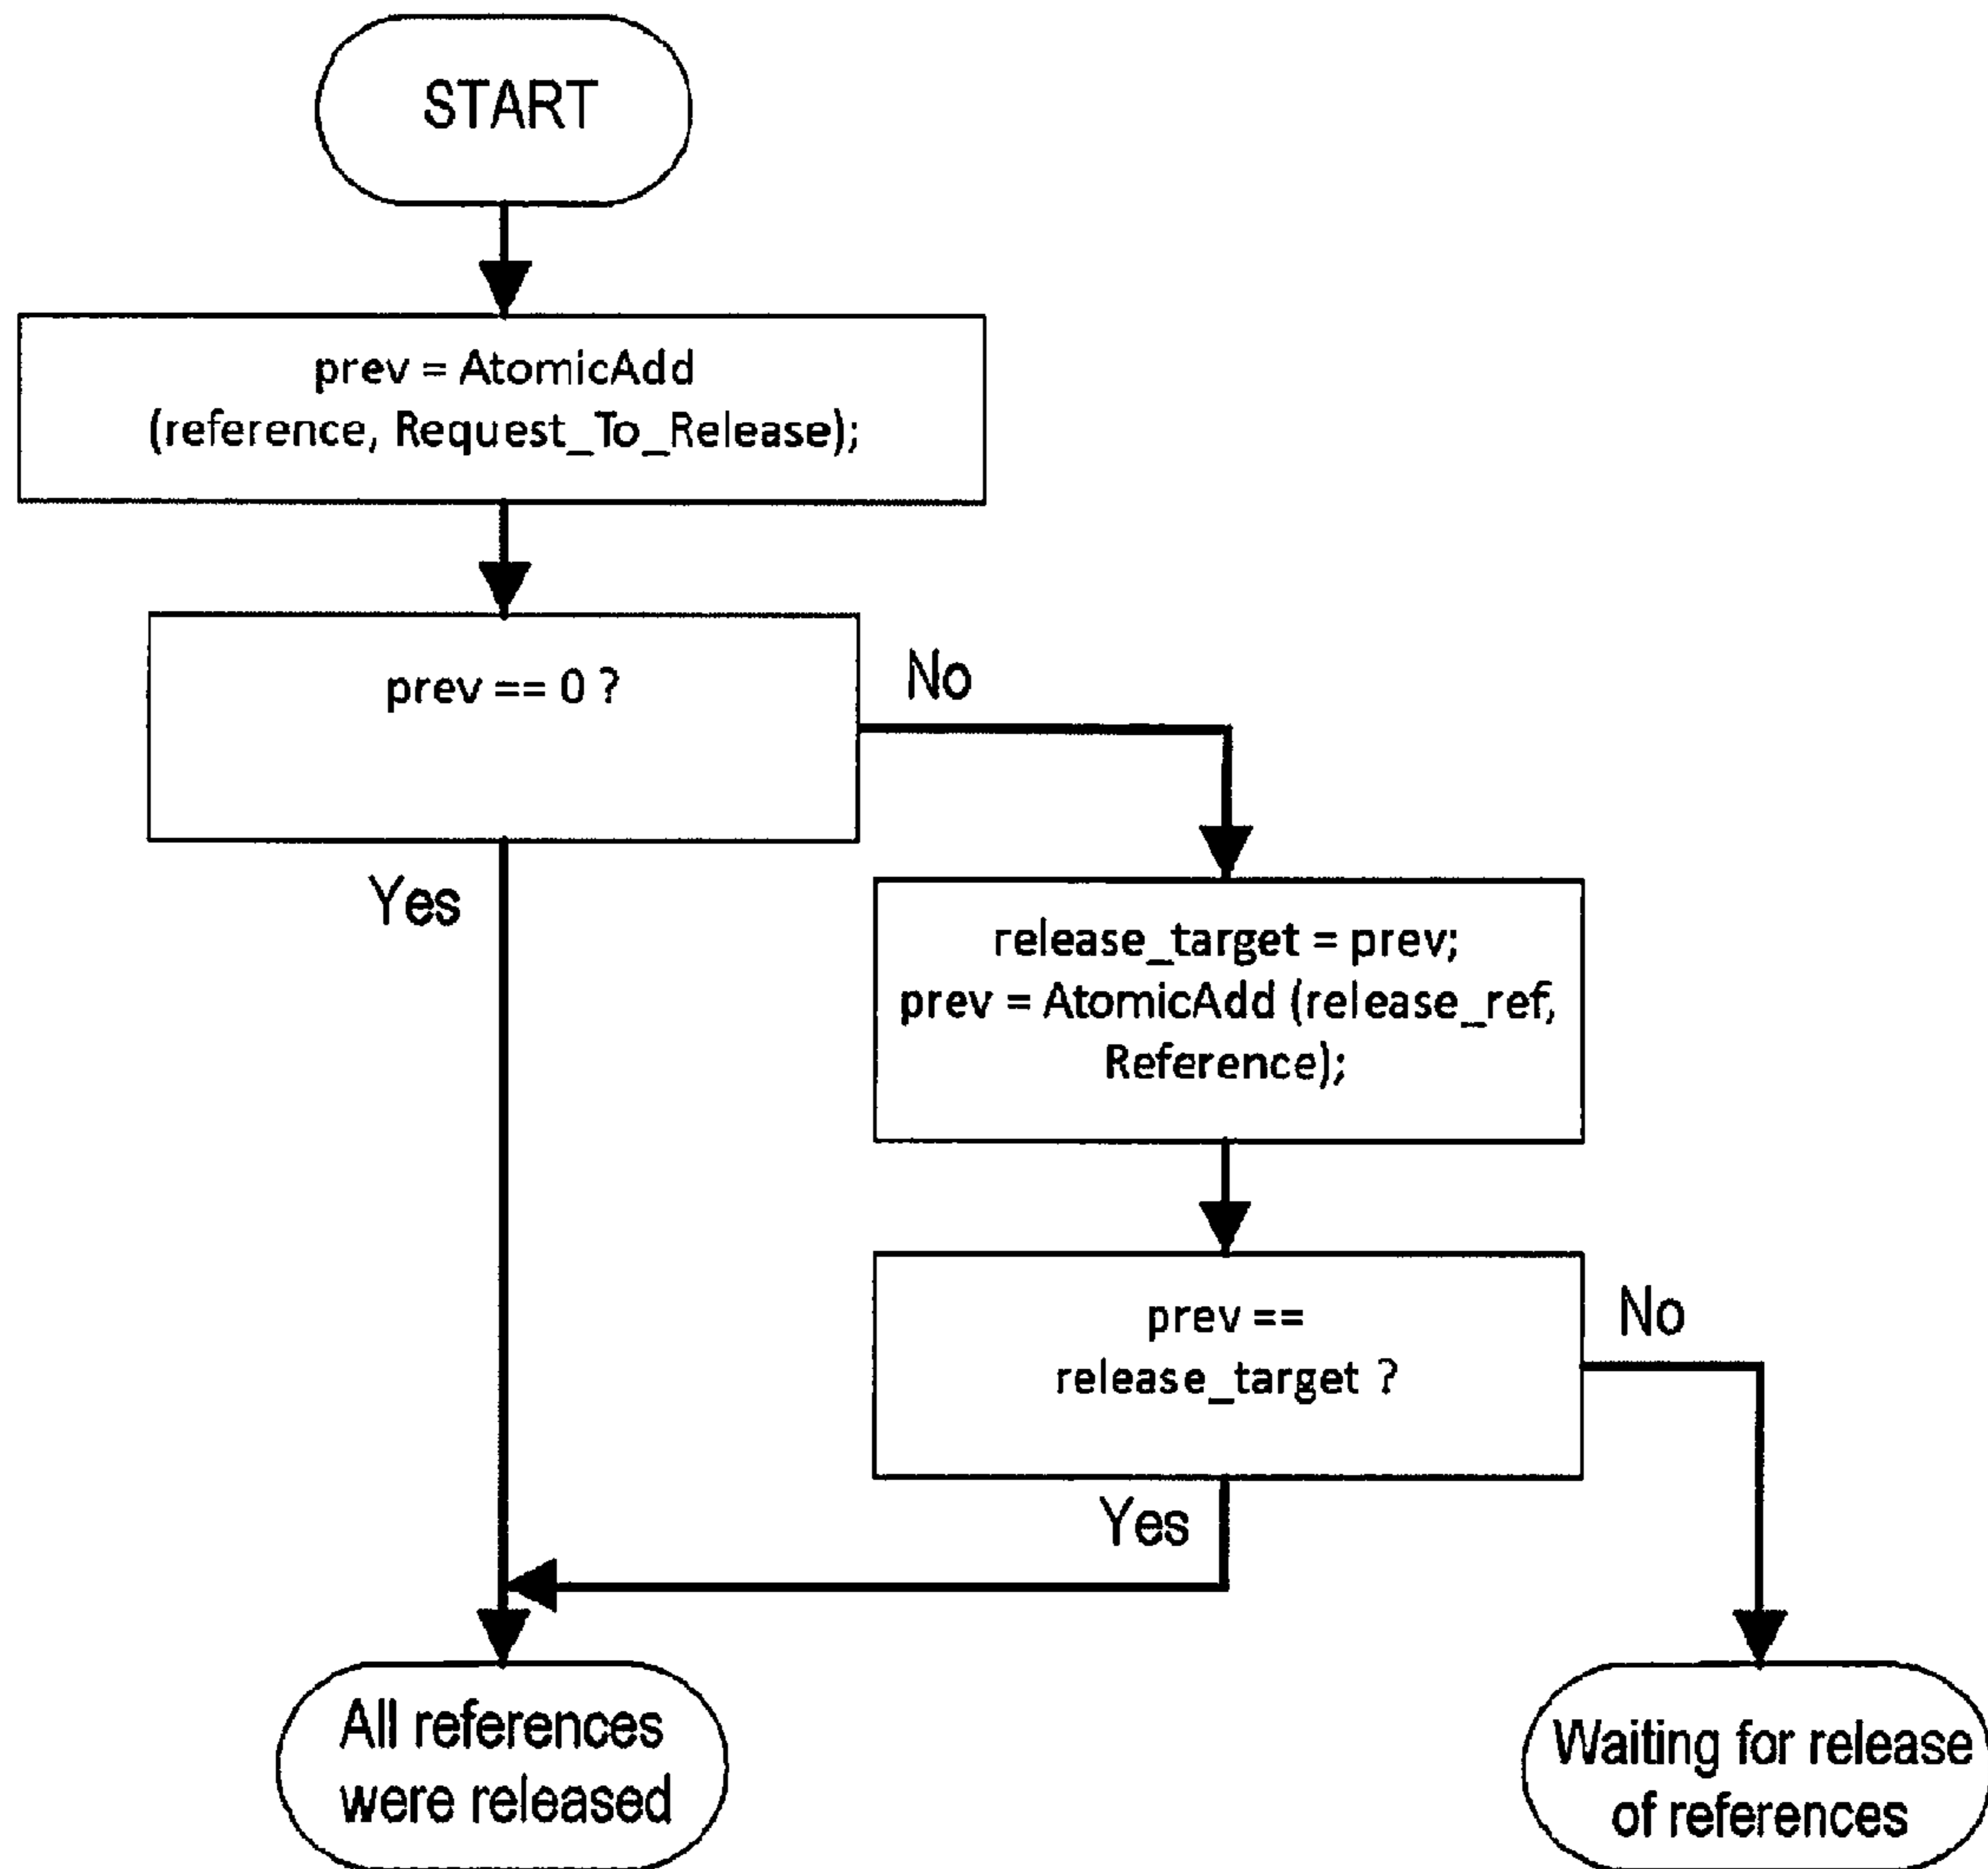 START
prev = AtomicAdd
(reference, Request_To_Release);
prev == 0 ?
No
Yes
release_target = prev;
prev = AtomicAdd (release_ref,
Reference);
prev ==
release_target ?
No
Yes
All references
were released
Waiting for release
of references